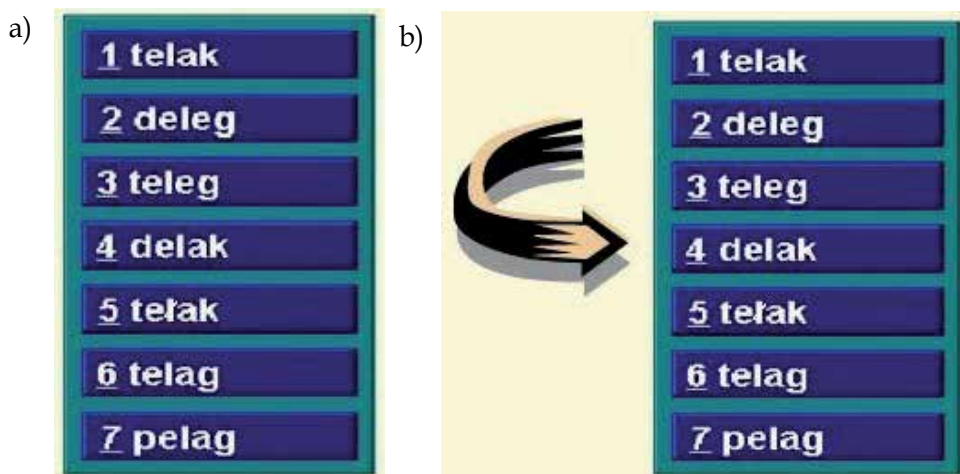 a)
1 telak
2 deleg
3 teleg
4 delak
5 tełak
6 telag
7 pelag
b)
1 telak
2 deleg
3 teleg
4 delak
5 tełak
6 telag
7 pelag